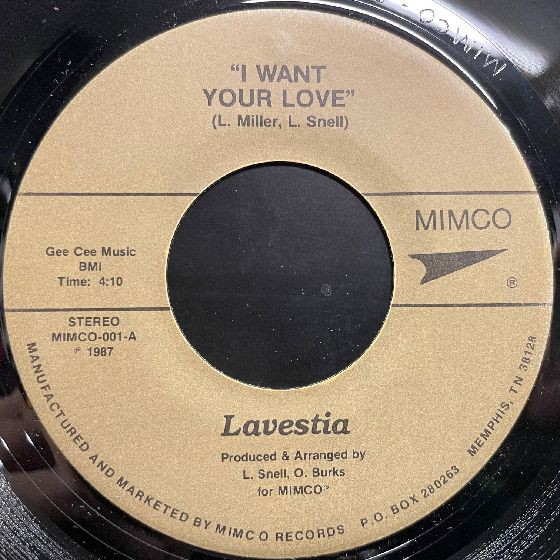 "I WANT
YOUR LOVE"
(L. Miller, L. Snell)
MIMCO
®
Gee Cee Music
BMI
Time: 4:10
STEREO
MIMCO-001-A
℗ 1987
Lavestia
Produced & Arranged by
L. Snell, O. Burks
for MIMCO
MANUFACTURED AND MARKETED BY MIMCO RECORDS P.O. BOX 280263 MEMPHIS, TN 38128
MIMCO -